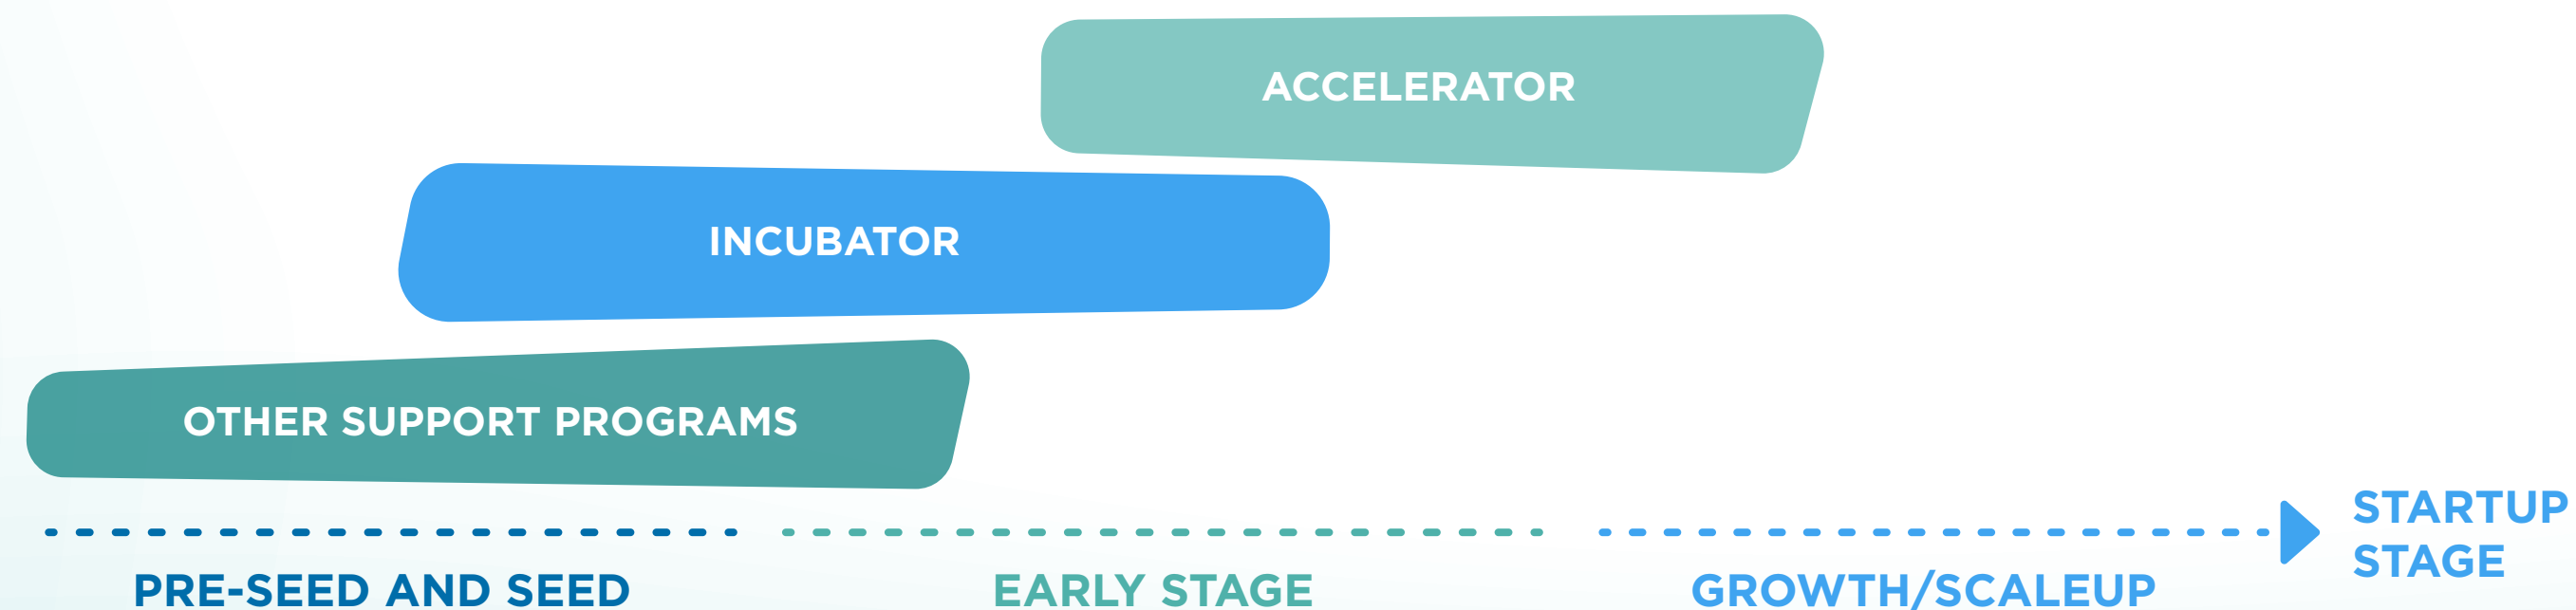 ACCELERATOR
INCUBATOR
OTHER SUPPORT PROGRAMS
STARTUP
STAGE
PRE-SEED AND SEED
EARLY STAGE
GROWTH/SCALEUP